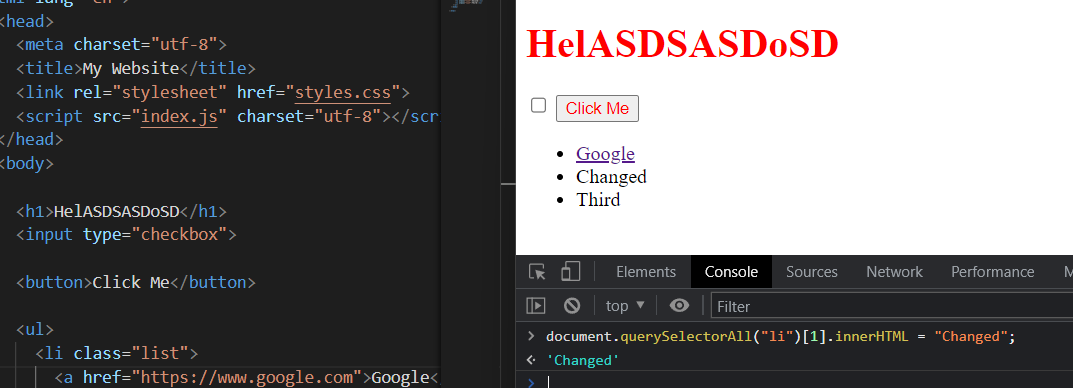 <head>
<meta charset="utf-8">
<title>My Website</title>
<link rel="stylesheet" href="styles.css">
<script src="index.js" charset="utf-8"></scr
</head>
<body>
<h1>HelASDSASDoSD</h1>
<input type="checkbox">
<button>Click Me</button>
<ul>
<li class="list">
<a href="https://www.google.com">Google<
HelASDSASDoSD
Click Me
• Google
• Changed
• Third
Elements Console Sources Network Performance M
top ▼ Filter
> document.querySelectorAll("li")[1].innerHTML = "Changed";
< 'Changed'
>